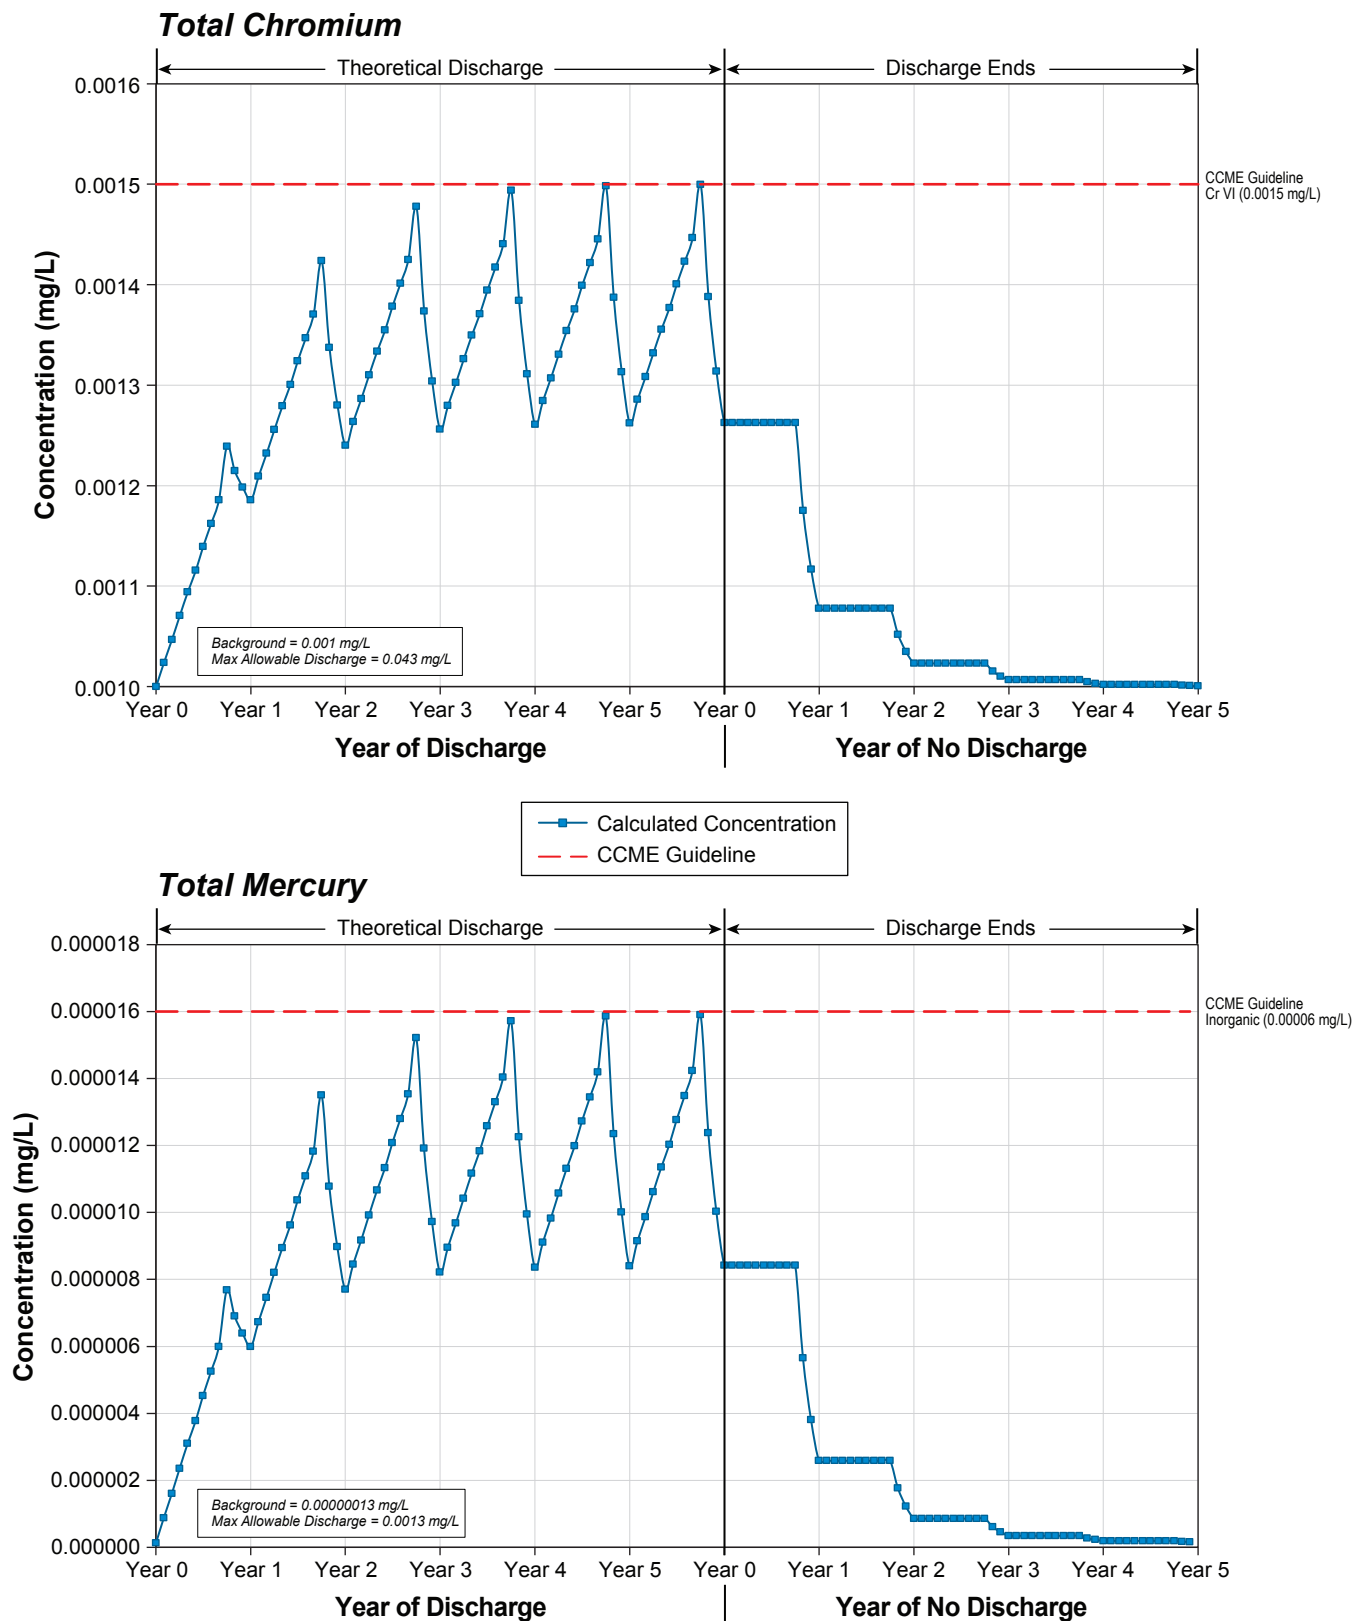 Total Chromium
Theoretical Discharge
Discharge Ends
0.0016
0.0015
0.0014
0.0013
0.0012
0.0011
0.0010
Concentration (mg/L)
CCME Guideline
Cr VI (0.0015 mg/L)
Background = 0.001 mg/L
Max Allowable Discharge = 0.043 mg/L
Year 0 Year 1 Year 2 Year 3 Year 4 Year 5 Year 0 Year 1 Year 2 Year 3 Year 4 Year 5
Year of Discharge
Year of No Discharge
Calculated Concentration
CCME Guideline
Total Mercury
Theoretical Discharge
Discharge Ends
0.000018
0.000016
0.000014
0.000012
0.000010
0.000008
0.000006
0.000004
0.000002
0.000000
Concentration (mg/L)
CCME Guideline
Inorganic (0.00006 mg/L)
Background = 0.00000013 mg/L
Max Allowable Discharge = 0.0013 mg/L
Year 0 Year 1 Year 2 Year 3 Year 4 Year 5 Year 0 Year 1 Year 2 Year 3 Year 4 Year 5
Year of Discharge
Year of No Discharge